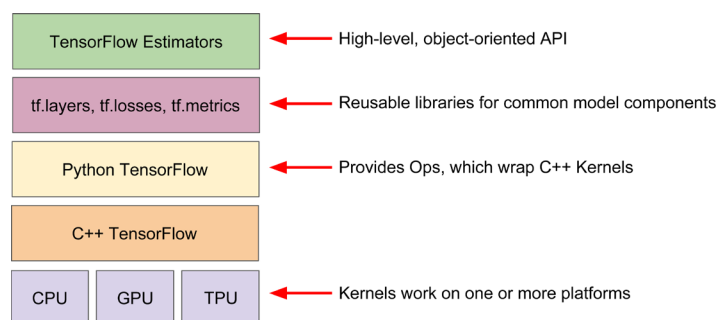 TensorFlow Estimators
High-level, object-oriented API
tf.layers, tf.losses, tf.metrics
Reusable libraries for common model components
Python TensorFlow
Provides Ops, which wrap C++ Kernels
C++ TensorFlow
CPU
GPU
TPU
Kernels work on one or more platforms